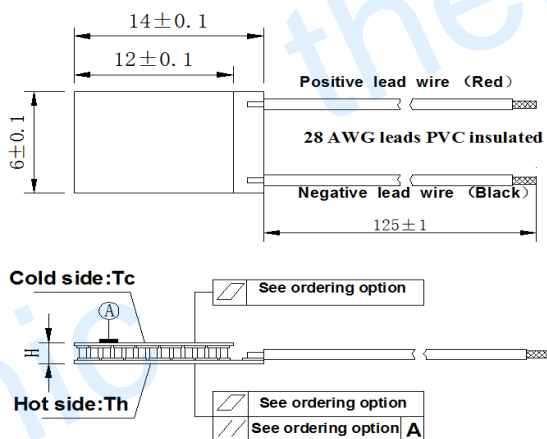 14±0.1
12±0.1
6±0.1
Positive lead wire （Red）
28 AWG leads PVC insulated
Negative lead wire （Black）
125±1
Cold side:Tc
See ordering option
A
H
Hot side:Th
See ordering option
See ordering option A
the
nic